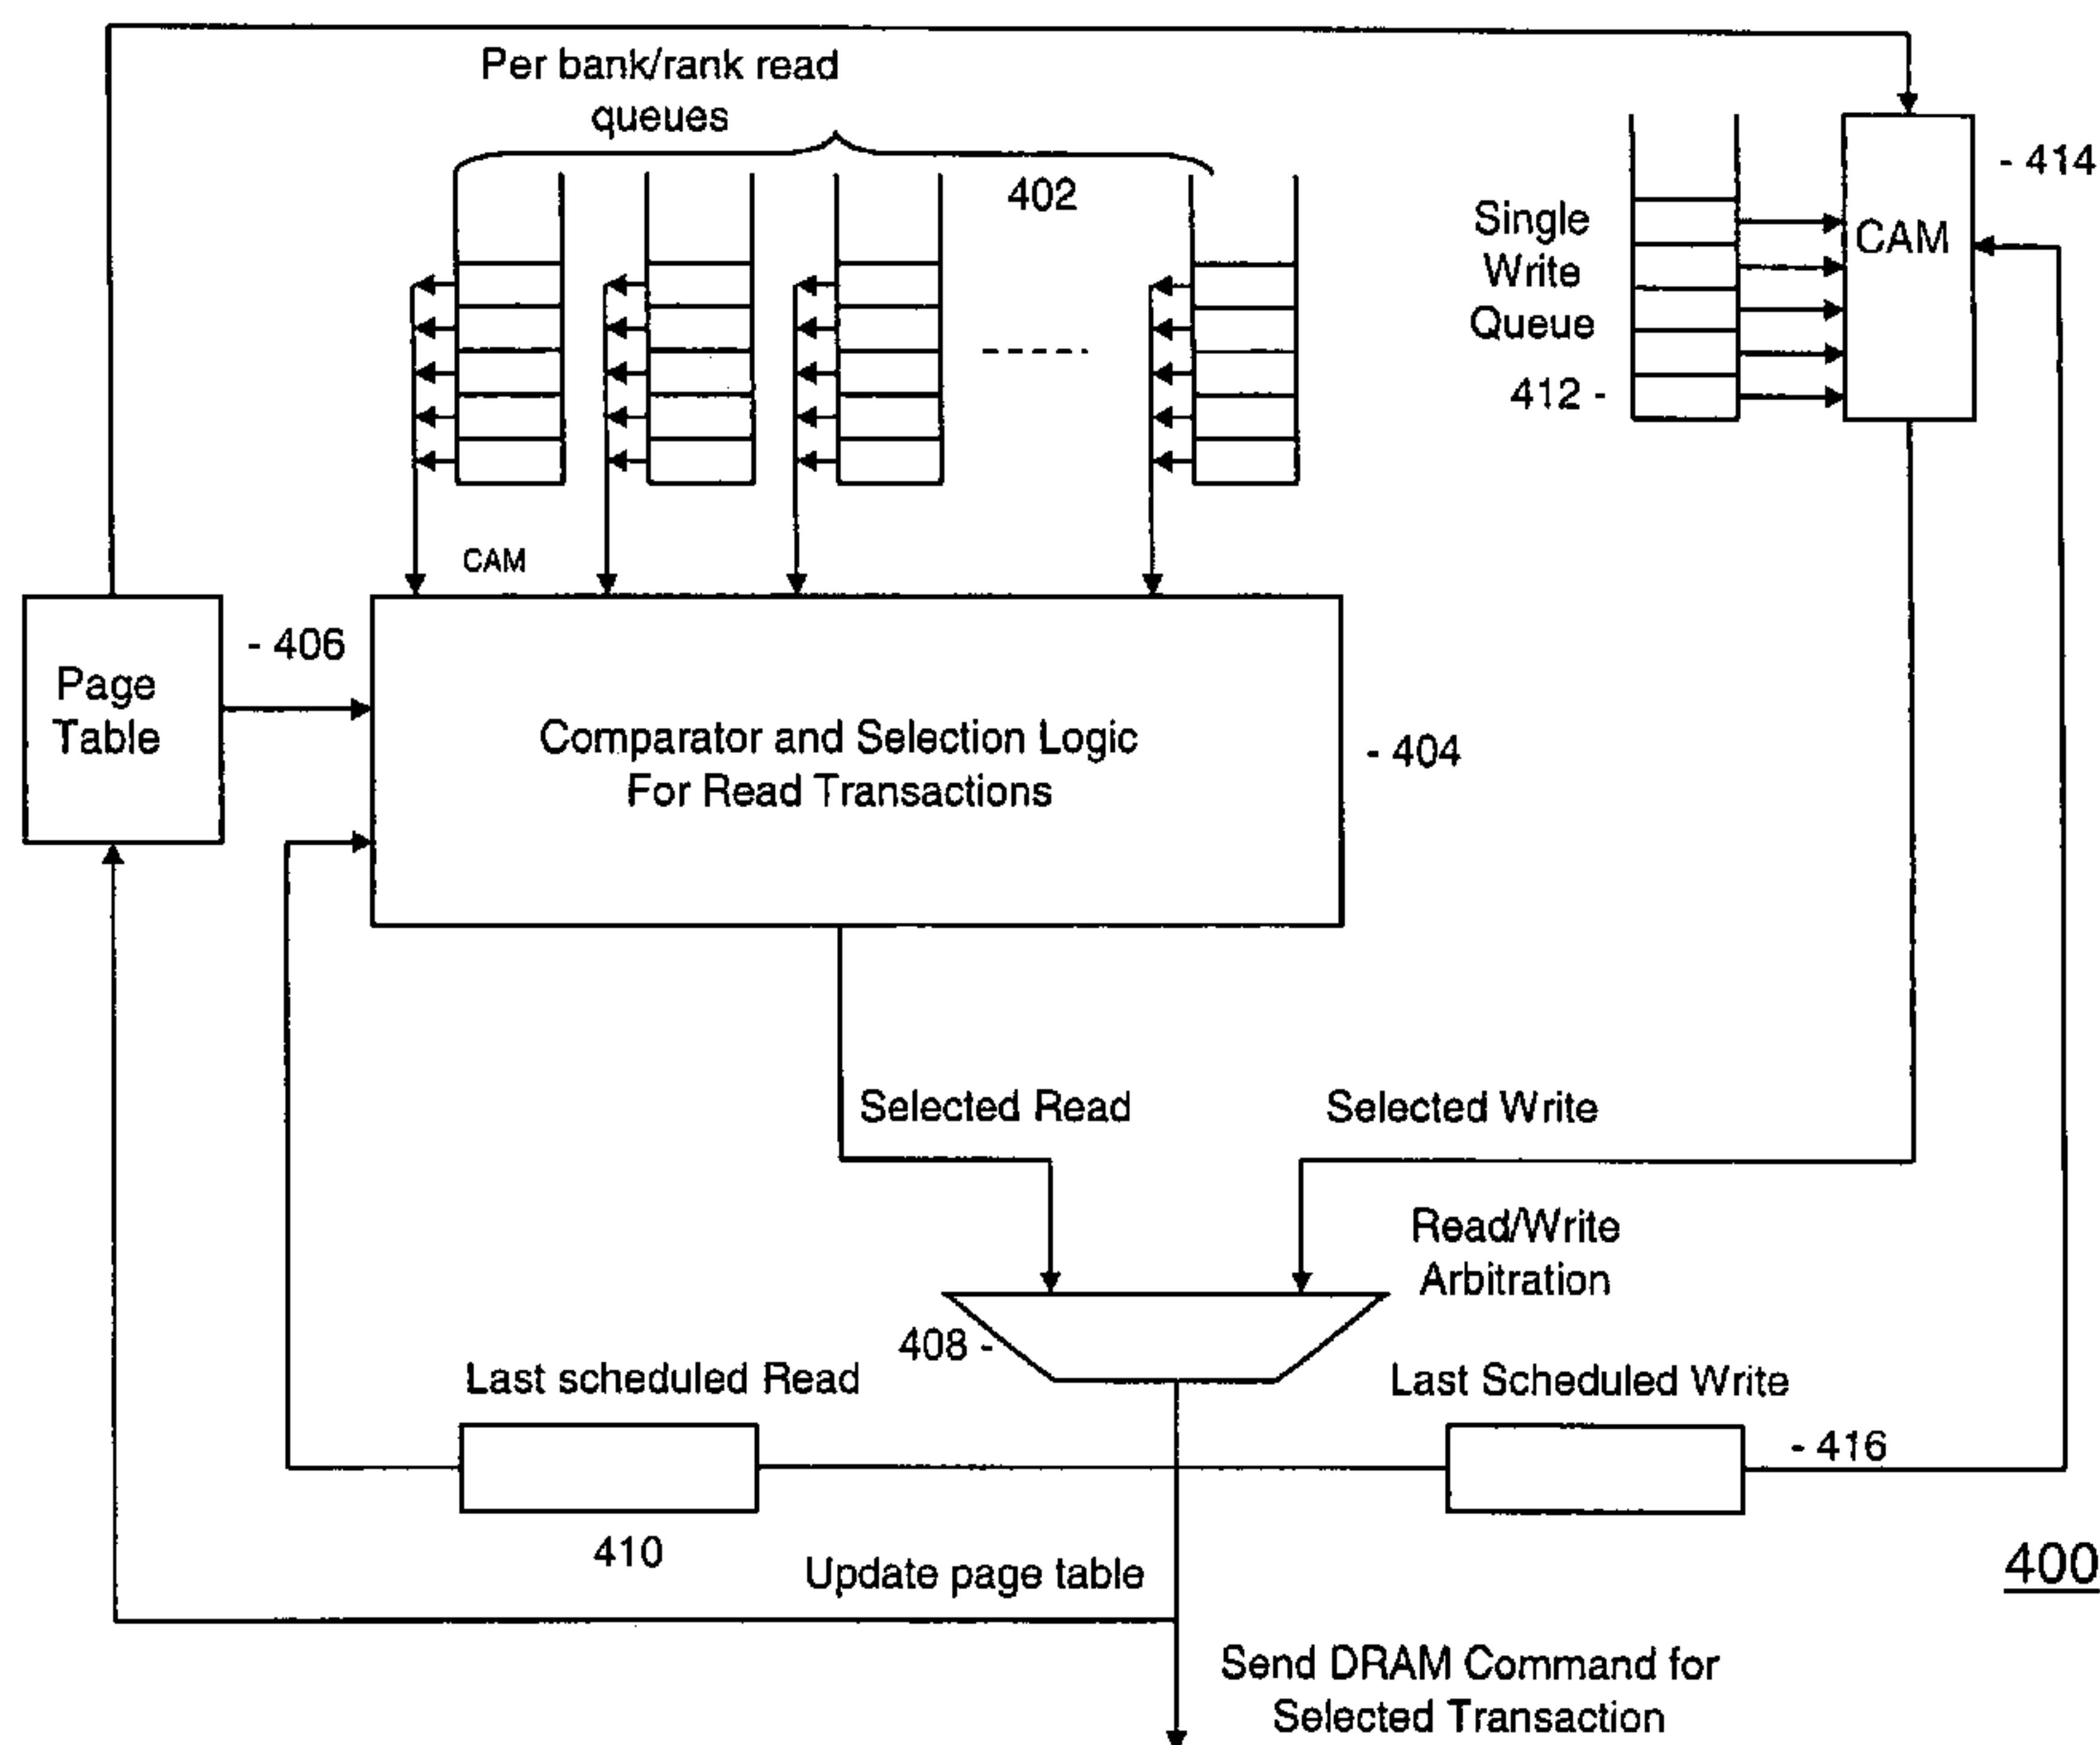 Per bank/rank read
queues
402
- 414
CAM
Single
Write
Queue
412 -
CAM
- 406
Page
Table
Comparator and Selection Logic
For Read Transactions
- 404
Selected Read
Selected Write
Read/Write
Arbitration
408 -
Last scheduled Read
Last Scheduled Write
- 416
410
Update page table
400
Send DRAM Command for
Selected Transaction